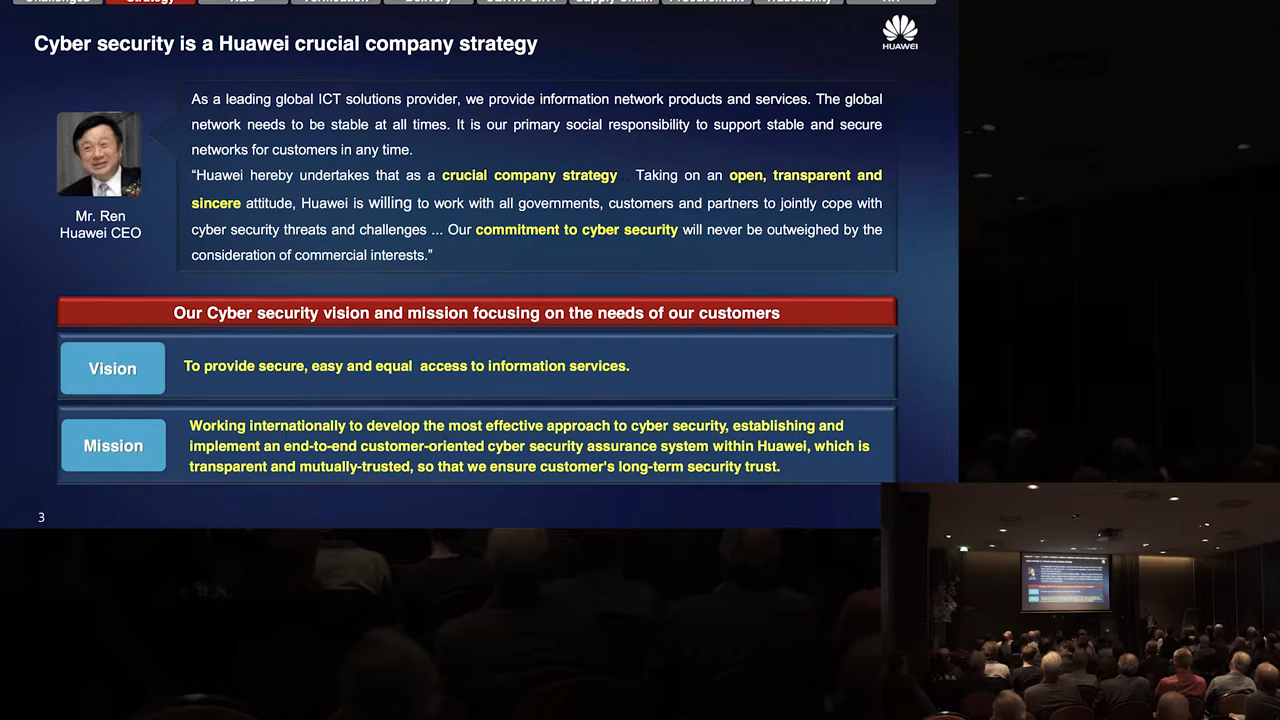 Strategy
Cyber security is a Huawei crucial company strategy
HUAWEI
As a leading global ICT solutions provider, we provide information network products and services. The global
network needs to be stable at all times. It is our primary social responsibility to support stable and secure
networks for customers in any time.
“Huawei hereby undertakes that as a crucial company strategy... Taking on an open, transparent and
sincere attitude, Huawei is willing to work with all governments, customers and partners to jointly cope with
cyber security threats and challenges ... Our commitment to cyber security will never be outweighed by the
consideration of commercial interests.”
Mr. Ren
Huawei CEO
Our Cyber security vision and mission focusing on the needs of our customers
Vision
To provide secure, easy and equal access to information services.
Mission
Working internationally to develop the most effective approach to cyber security, establishing and
implement an end-to-end customer-oriented cyber security assurance system within Huawei, which is
transparent and mutually-trusted, so that we ensure customer's long-term security trust.
3